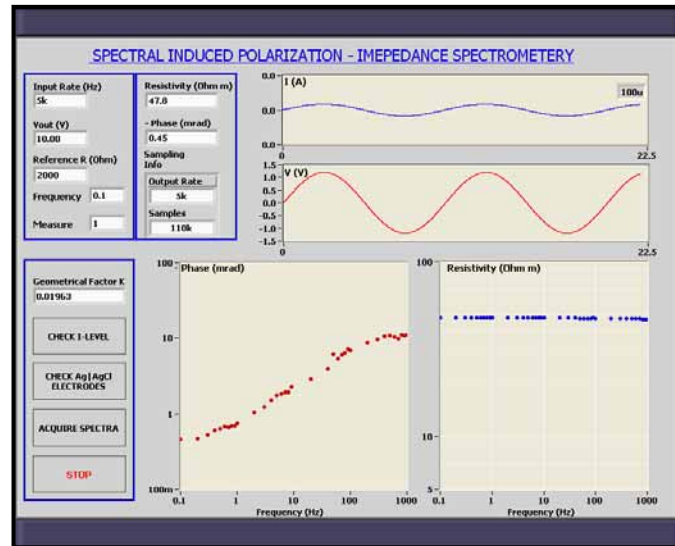 SPECTRAL INDUCED POLARIZATION - IMEPEDANCE SPECTROMETERY
Input Rate (Hz)
5k
Vout (V)
10.00
Reference R (Ohm)
2000
Frequency 0.1
Measure 1
Resistivity (Ohm m)
47.8
- Phase (mrad)
0.45
Sampling
Info
Output Rate
5k
Samples
110k
I (A)
100u
0.0
0.0
0.0
0
22.5
V (V)
1.5
1.0
0.5
0.0
-0.5
-1.0
-1.5
0
22.5
Geometrical Factor K
0.01963
CHECK I-LEVEL
CHECK Ag|AgCl
ELECTRODES
ACQUIRE SPECTRA
STOP
Phase (mrad)
100
10
1
100m
0.1 1 10 100 1000
Frequency (Hz)
Resistivity (Ohm m)
100
10
5
0.1 1 10 100 1000
Frequency (Hz)